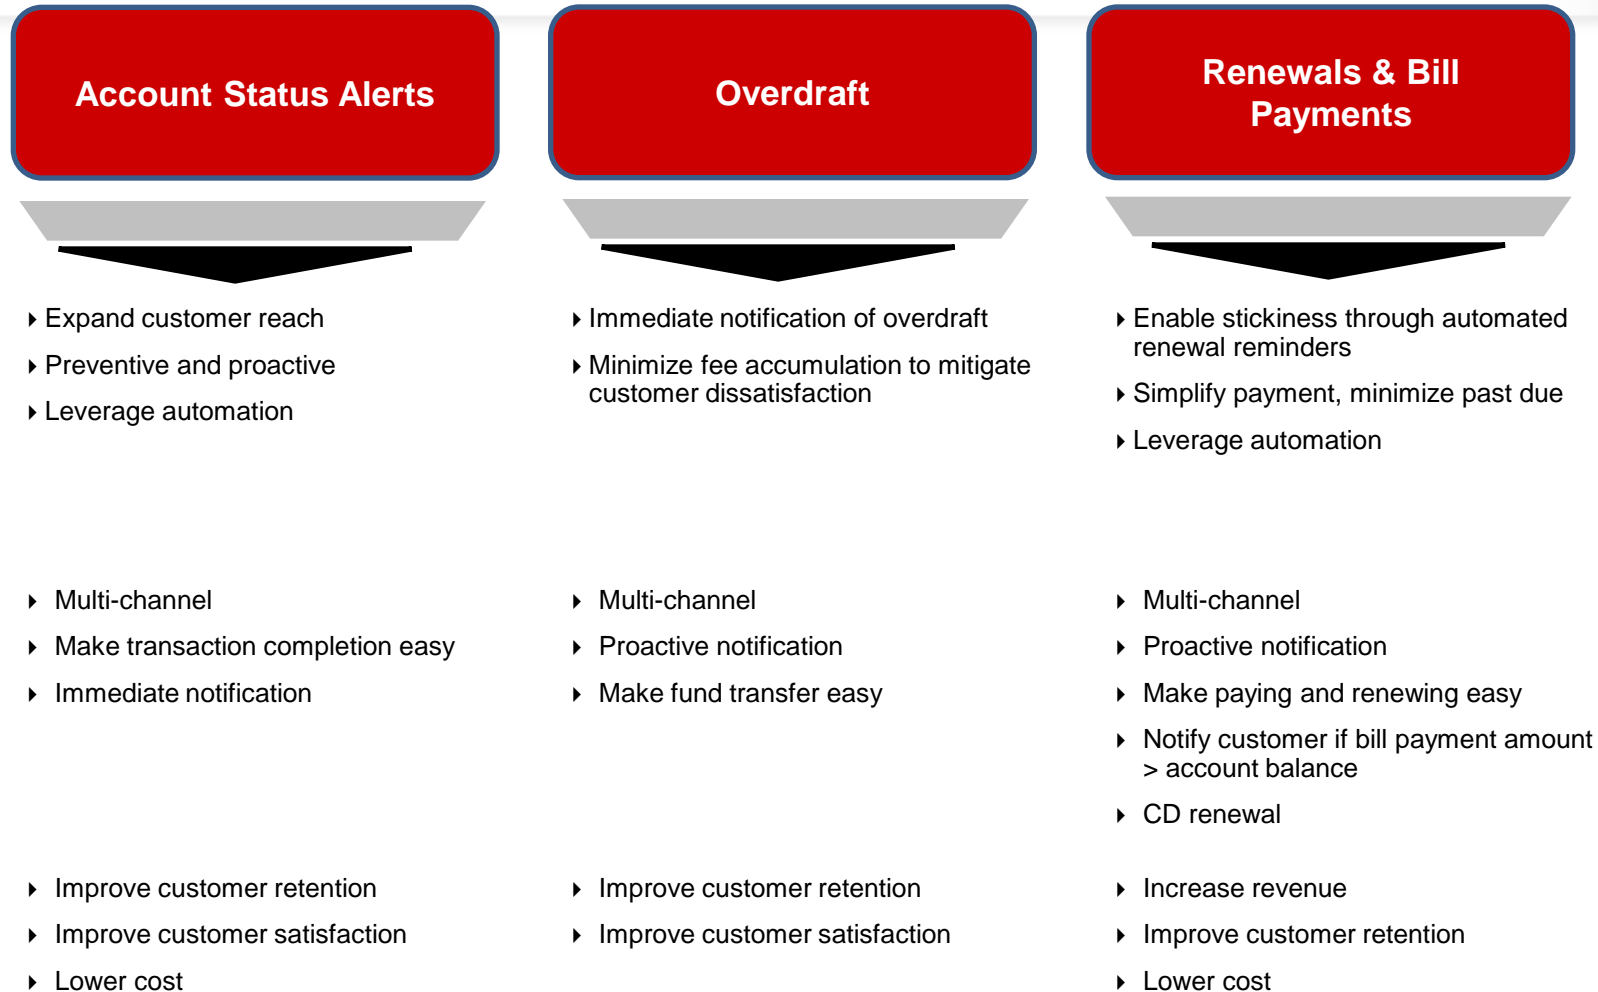 Account Status Alerts
Expand customer reach
Preventive and proactive
Leverage automation
Multi-channel
Make transaction completion easy
Immediate notification
Improve customer retention
Improve customer satisfaction
Lower cost
Overdraft
Immediate notification of overdraft
Minimize fee accumulation to mitigate
customer dissatisfaction
Multi-channel
Proactive notification
Make fund transfer easy
Improve customer retention
Improve customer satisfaction
Renewals & Bill
Payments
Enable stickiness through automated
renewal reminders
Simplify payment, minimize past due
Leverage automation
Multi-channel
Proactive notification
Make paying and renewing easy
Notify customer if bill payment amount
> account balance
CD renewal
Increase revenue
Improve customer retention
Lower cost